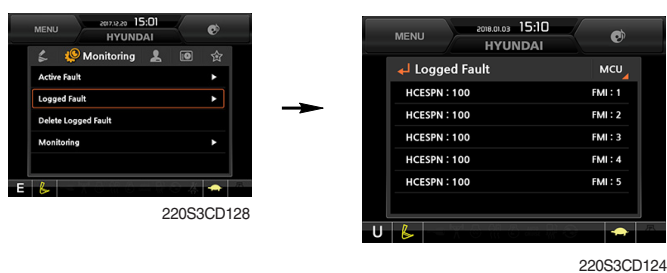 MENU
2017.12.20 15:01
HYUNDAI
Monitoring
Active Fault
Logged Fault
Delete Logged Fault
Monitoring
E
220S3CD128
MENU
2018.01.03 15:10
HYUNDAI
Logged Fault MCU
HCESPN : 100 FMI : 1
HCESPN : 100 FMI : 2
HCESPN : 100 FMI : 3
HCESPN : 100 FMI : 4
HCESPN : 100 FMI : 5
U
220S3CD124